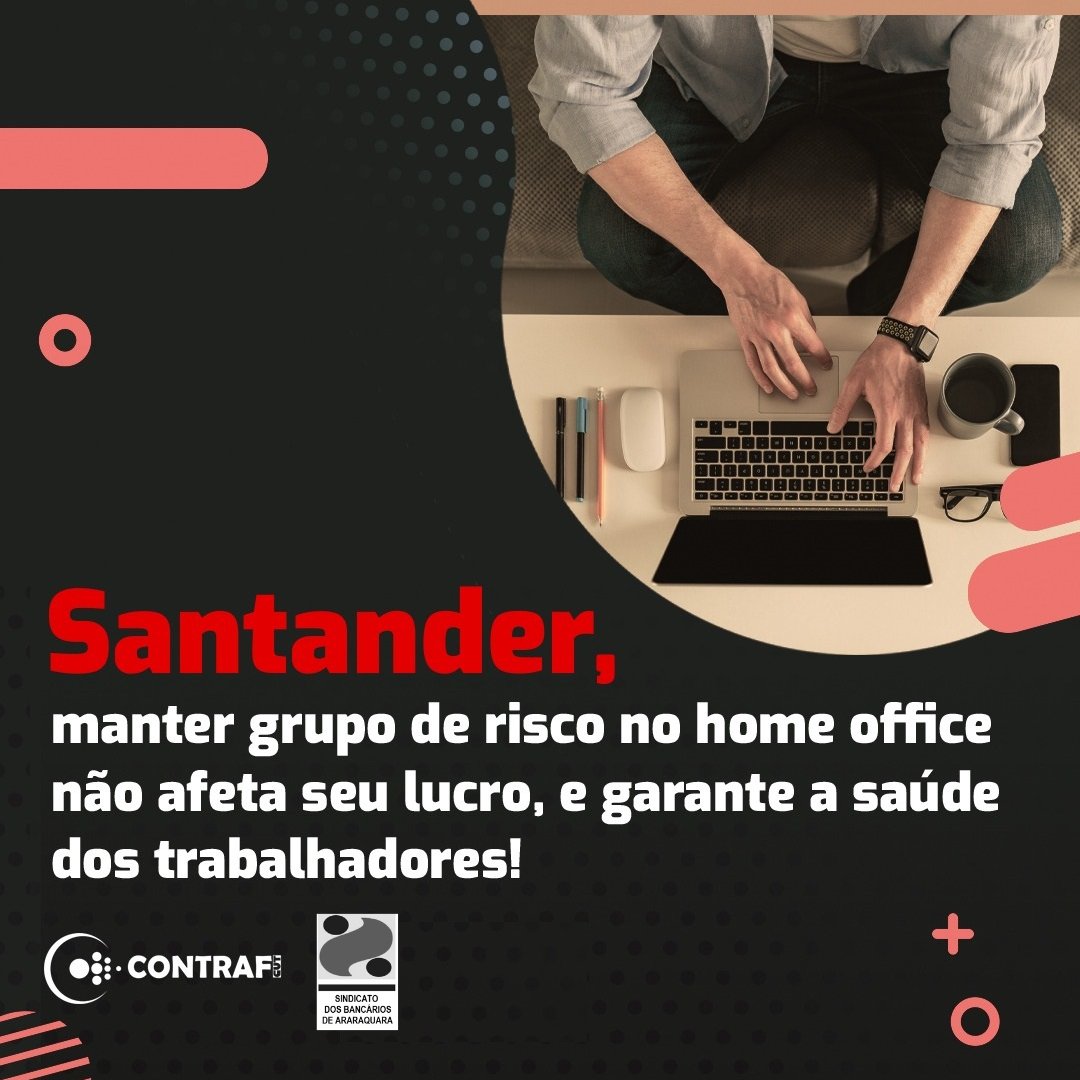 Santander,
manter grupo de risco no home office
não afeta seu lucro, e garante a saúde
dos trabalhadores!
CONTRAF CUT
SINDICATO
DOS BANCÁRIOS
DE ARARAQUARA